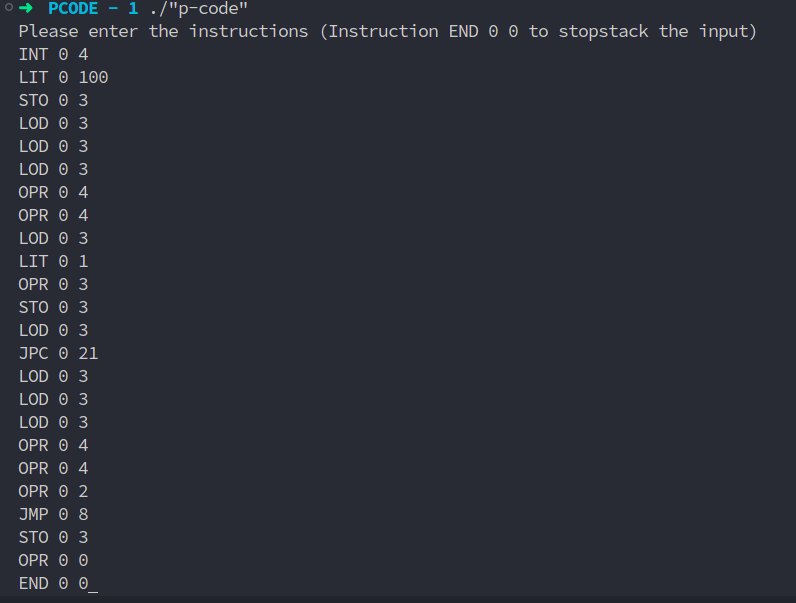 ➜ PCODE - 1 ./"p-code"
Please enter the instructions (Instruction END 0 0 to stopstack the input)
INT 0 4
LIT 0 100
STO 0 3
LOD 0 3
LOD 0 3
LOD 0 3
OPR 0 4
OPR 0 4
LOD 0 3
LIT 0 1
OPR 0 3
STO 0 3
LOD 0 3
JPC 0 21
LOD 0 3
LOD 0 3
LOD 0 3
OPR 0 4
OPR 0 4
OPR 0 2
JMP 0 8
STO 0 3
OPR 0 0
END 0 0_